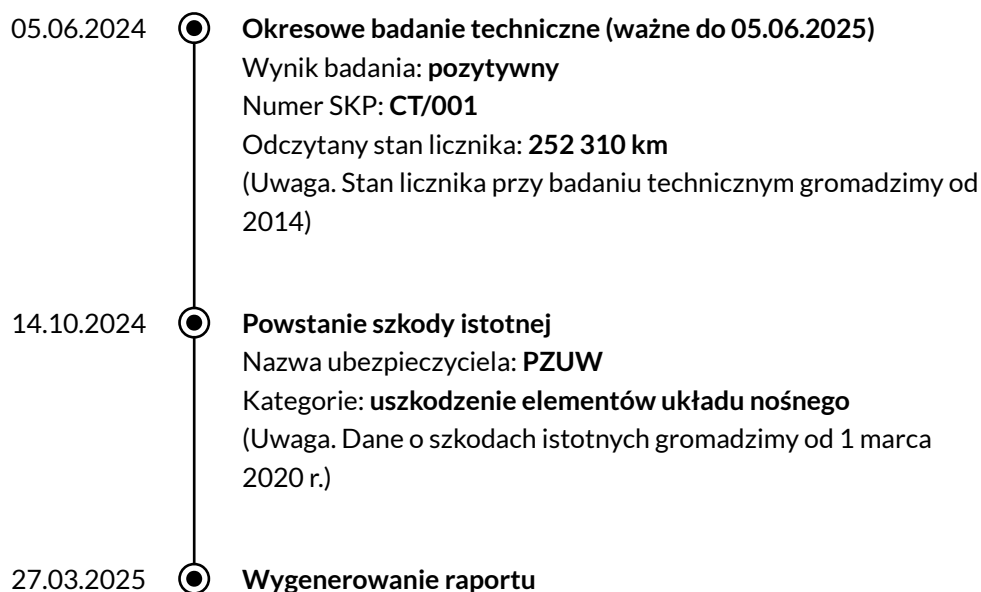 05.06.2024 Okresowe badanie techniczne (ważne do 05.06.2025)
Wynik badania: pozytywny
Numer SKP: CT/001
Odczytany stan licznika: 252 310 km
(Uwaga. Stan licznika przy badaniu technicznym gromadzimy od
2014)
14.10.2024 Powstanie szkody istotnej
Nazwa ubezpieczyciela: PZUW
Kategorie: uszkodzenie elementów układu nośnego
(Uwaga. Dane o szkodach istotnych gromadzimy od 1 marca
2020 r.)
27.03.2025 Wygenerowanie raportu